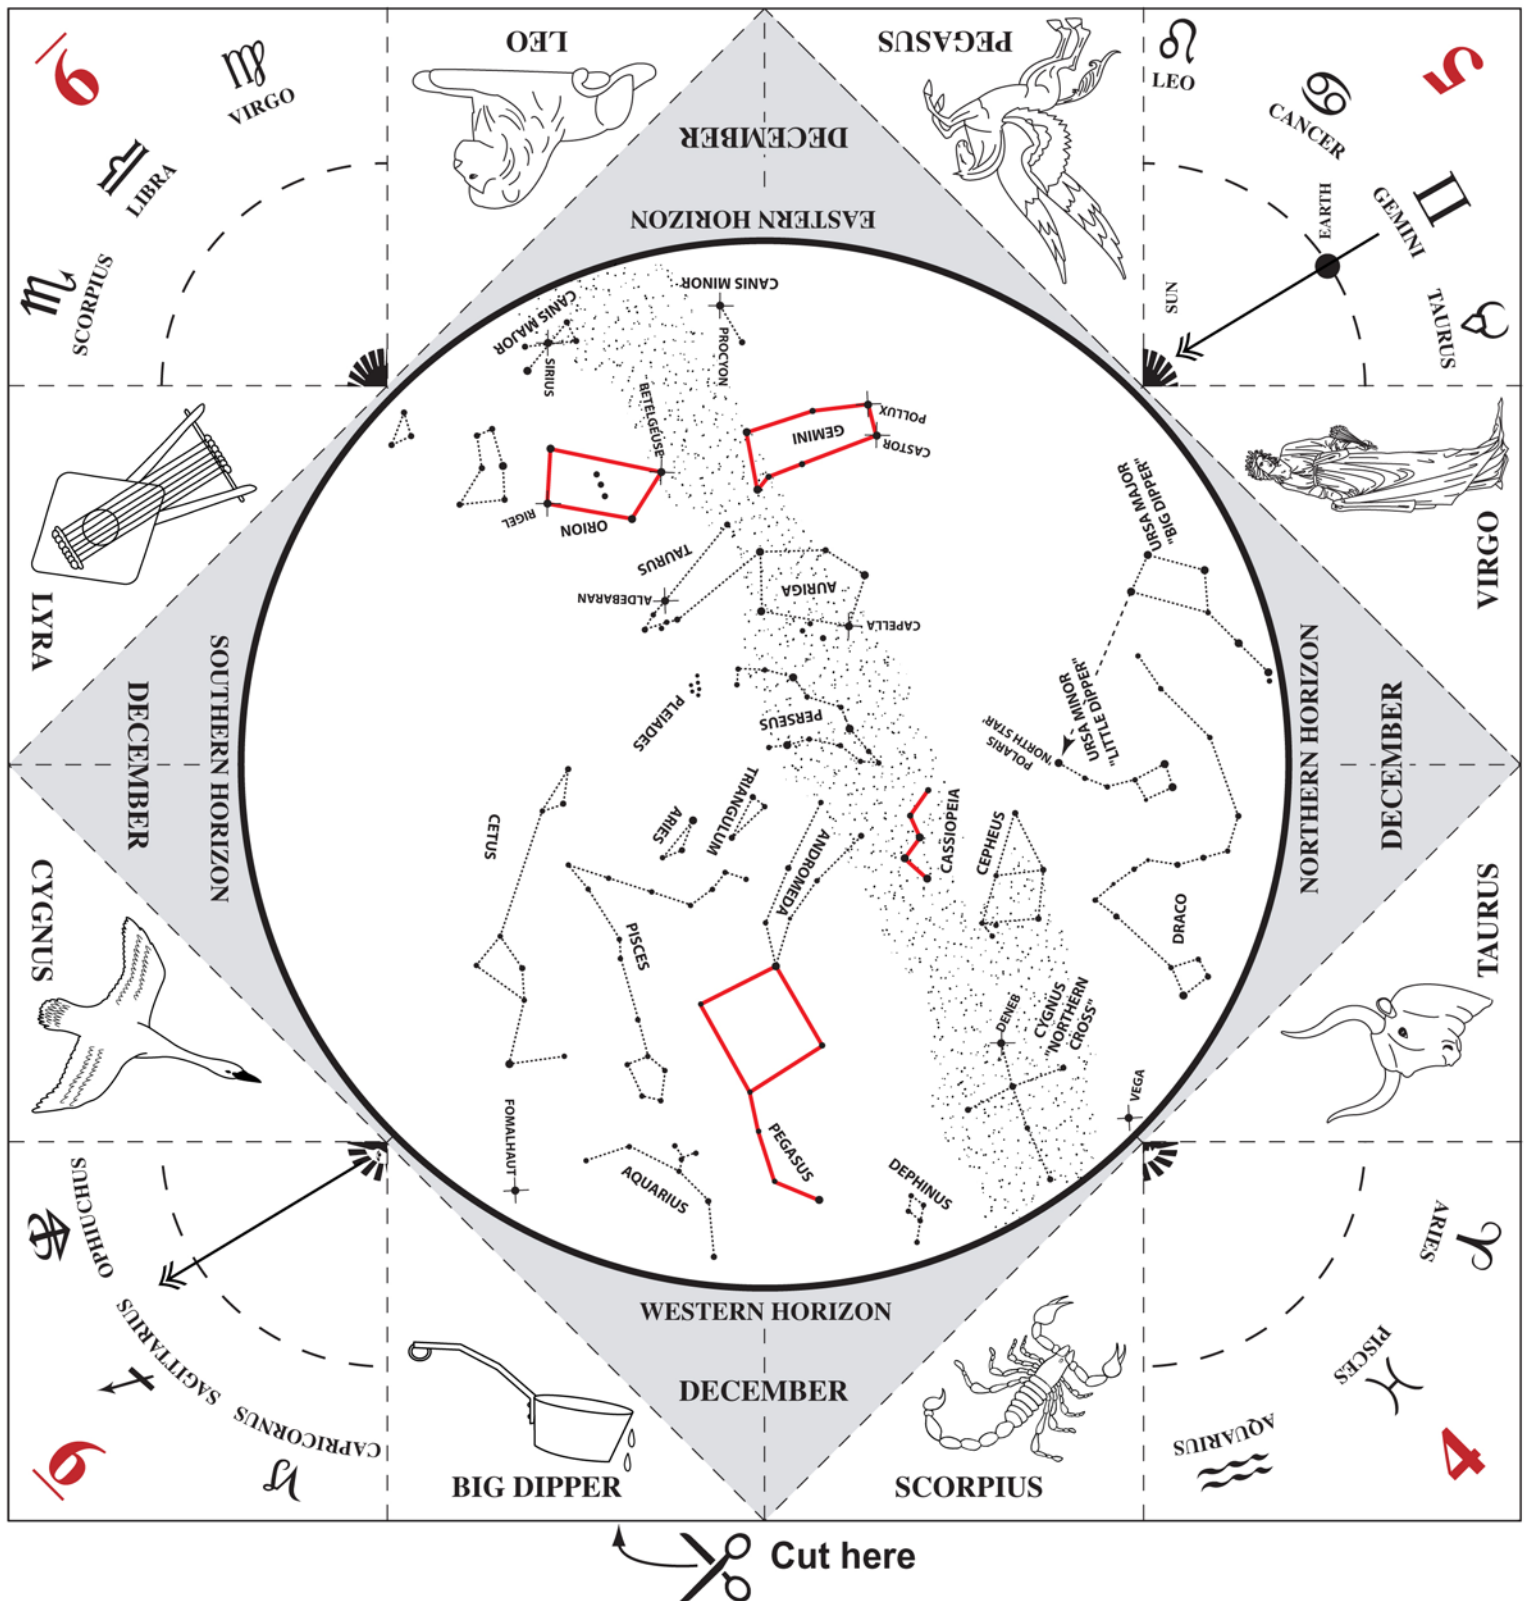 6
VIRGO
LIBRA
SCORPIUS
LEO
PEGASUS
LEO
CANCER
GEMINI
TAURUS
5
EARTH
SUN
DECEMBER
EASTERN HORIZON
LYRA
CYGNUS
DECEMBER
SOUTHERN HORIZON
VIRGO
TAURUS
NORTHERN HORIZON
DECEMBER
CANIS MAJOR
SIRIUS
CANIS MINOR
PROCYON
BETELGEUSE
RIGEL
ORION
GEMINI
POLLUX
CASTOR
TAURUS
ALDEBARAN
AURIGA
CAPELLA
URSA MAJOR
"BIG DIPPER"
PLEIADES
PERSEUS
POLARIS
'NORTH STAR'
URSA MINOR
"LITTLE DIPPER"
CETUS
ARIES
TRIANGULUM
ANDROMEDA
CASSIOPEIA
CEPHEUS
DRACO
PISCES
DENEB
CYGNUS
"NORTHERN
CROSS"
VEGA
FOMALHAUT
AQUARIUS
PEGASUS
DEPHINUS
WESTERN HORIZON
DECEMBER
OPHIUCHUS
SAGITTARIUS
CAPRICORNUS
6
BIG DIPPER
SCORPIUS
ARIES
PISCES
AQUARIUS
4
Cut here